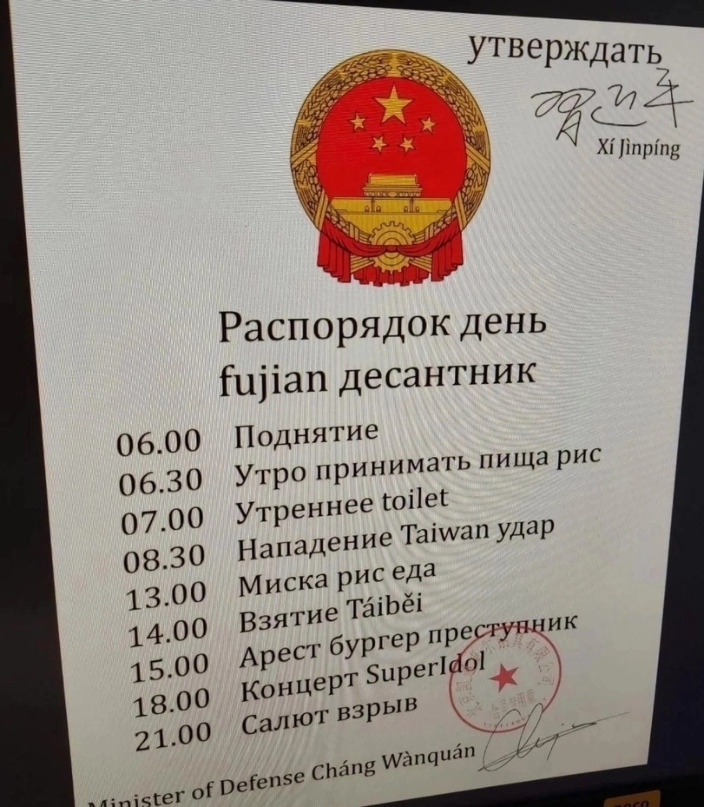 утверждать
Xí Jìnpíng
Распорядок день
fujian десантник
06.00 Поднятие
06.30 Утро принимать пища рис
07.00 Утреннее toilet
08.30 Нападение Taiwan удар
13.00 Миска рис еда
14.00 Взятие Táiběi
15.00 Арест бургер преступник
18.00 Концерт SuperIdol
21.00 Салют взрыв
Minister of Defense Cháng Wànquán